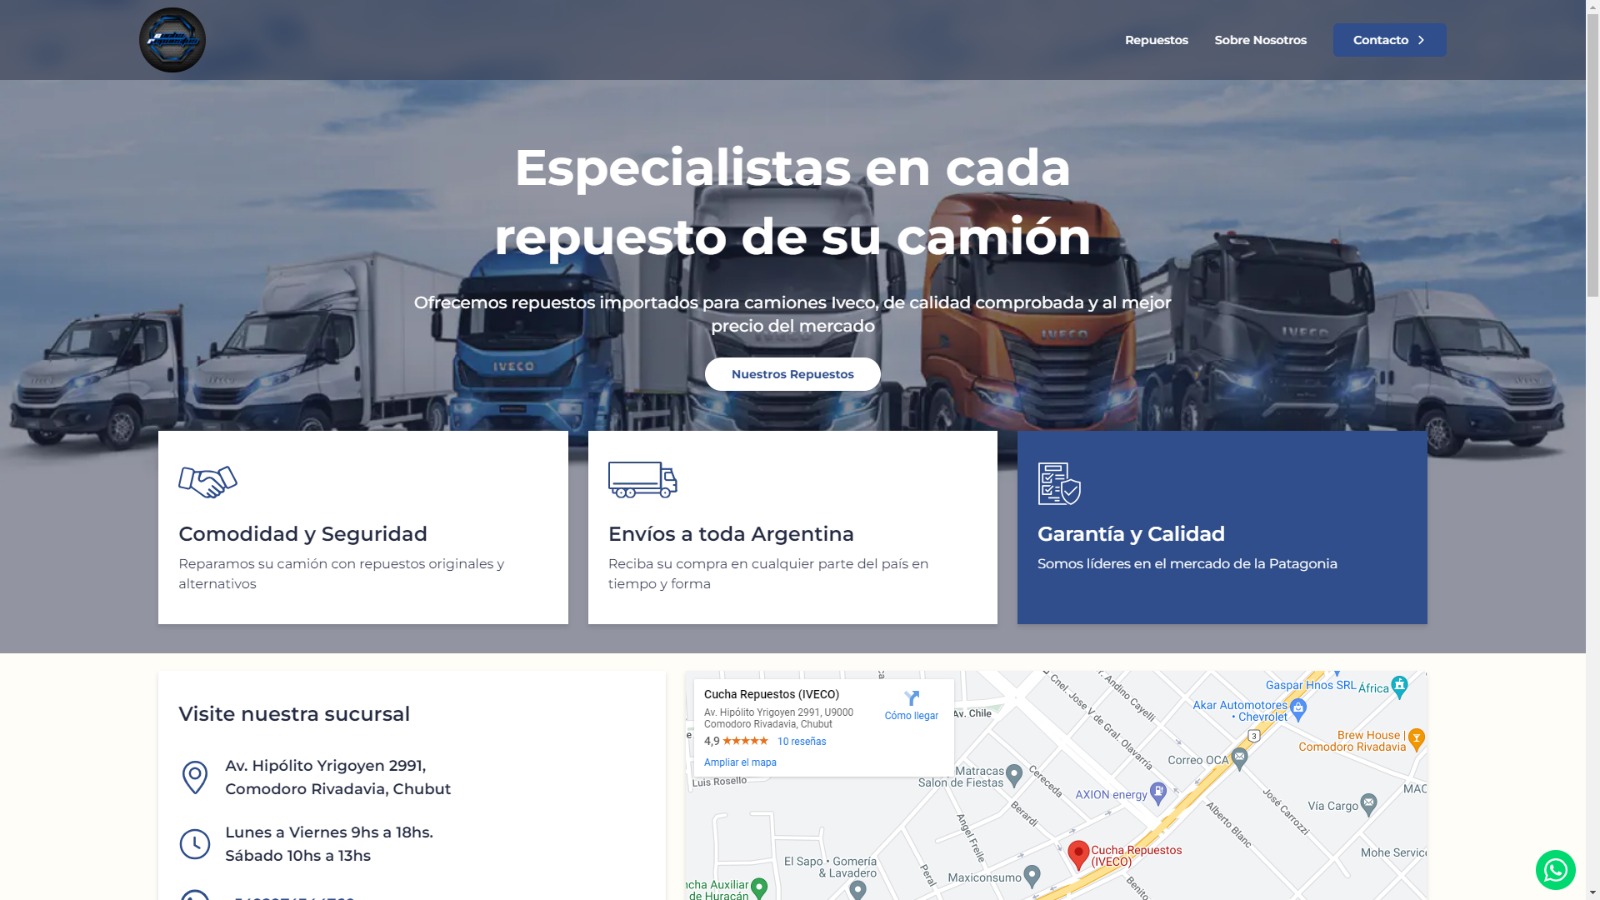 Repuestos
Sobre Nosotros
Contacto
Especialistas en cada
repuesto de su camión
Ofrecemos repuestos importados para camiones Iveco, de calidad comprobada y al mejor
precio del mercado
Nuestros Repuestos
IVECO
IVECO
IVECO
Comodidad y Seguridad
Reparamos su camión con repuestos originales y
alternativos
Envíos a toda Argentina
Reciba su compra en cualquier parte del país en
tiempo y forma
Garantía y Calidad
Somos líderes en el mercado de la Patagonia
Visite nuestra sucursal
Av. Hipólito Yrigoyen 2991,
Comodoro Rivadavia, Chubut
Lunes a Viernes 9hs a 18hs.
Sábado 10hs a 13hs
Cucha Repuestos (IVECO)
Av. Hipólito Yrigoyen 2991, U9000
Comodoro Rivadavia, Chubut
4,9
10 reseñas
Ampliar el mapa
Cómo llegar
Av. Chile
Luis Rosello
Matracas
Salon de Fiestas
Cereceda
Berardi
Angel Freile
Peral
El Sapo · Gomería
& Lavadero
Maxiconsumo
AXION energy
Cnel. Jose V de Gral. Olavarría
Andino Cayelli
Gaspar Hnos SRL
África
Akar Automotores
• Chevrolet
3
Brew House |
Comodoro Rivadavia
Correo OCA
José Carrozzi
Alberto Blanc
Vía Cargo
Mohe Servic
Cucha Repuestos
(IVECO)
Benito
de Huracán